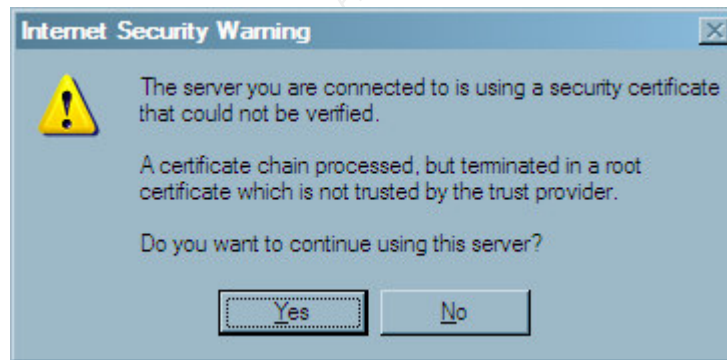 Internet Security Warning
The server you are connected to is using a security certificate
that could not be verified.
A certificate chain processed, but terminated in a root
certificate which is not trusted by the trust provider.
Do you want to continue using this server?
Yes
No